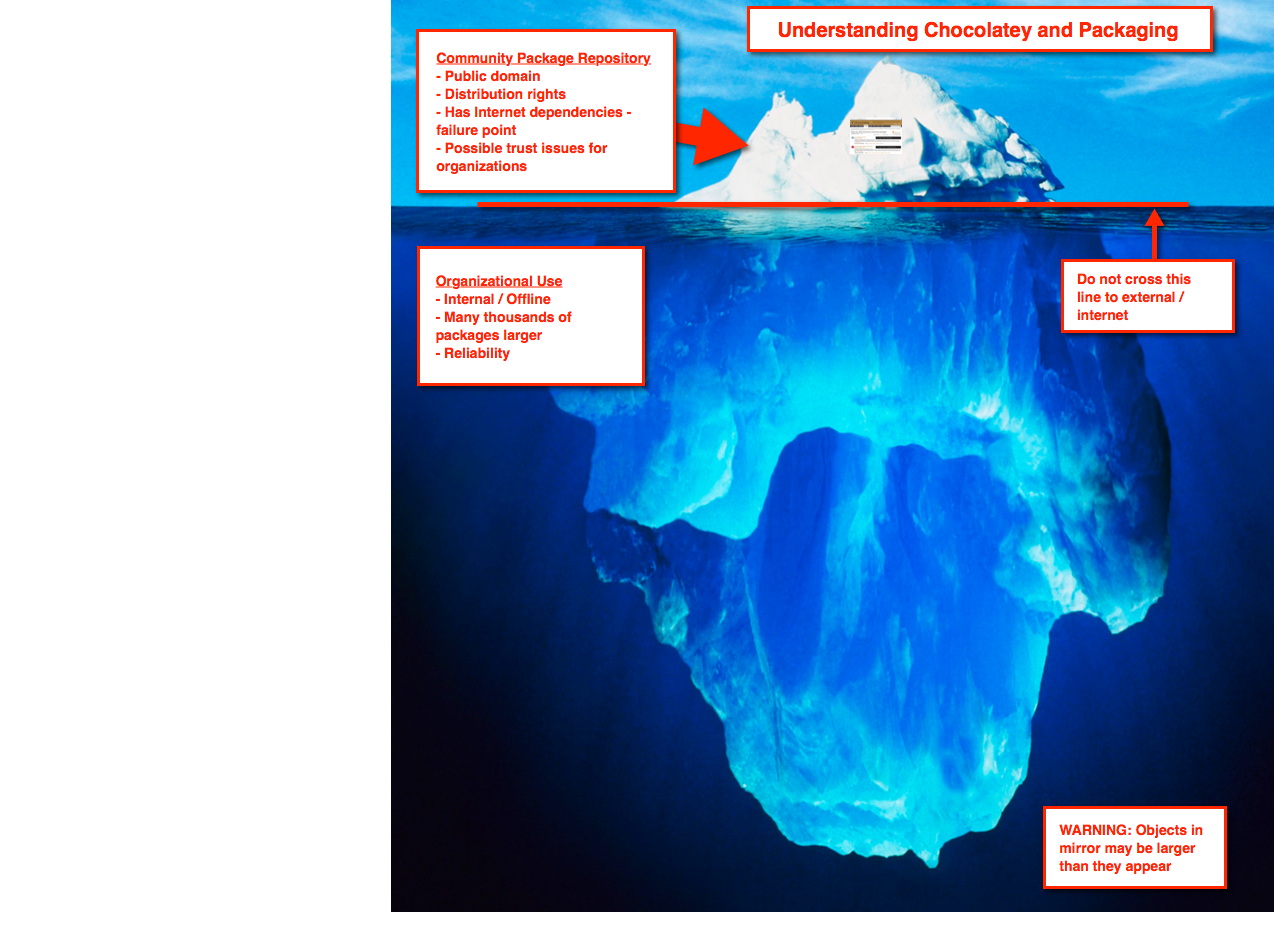 Understanding Chocolatey and Packaging
Community Package Repository
- Public domain
- Distribution rights
- Has Internet dependencies -
failure point
- Possible trust issues for
organizations
Organizational Use
- Internal / Offline
- Many thousands of
packages larger
- Reliability
Do not cross this
line to external /
internet
WARNING: Objects in
mirror may be larger
than they appear